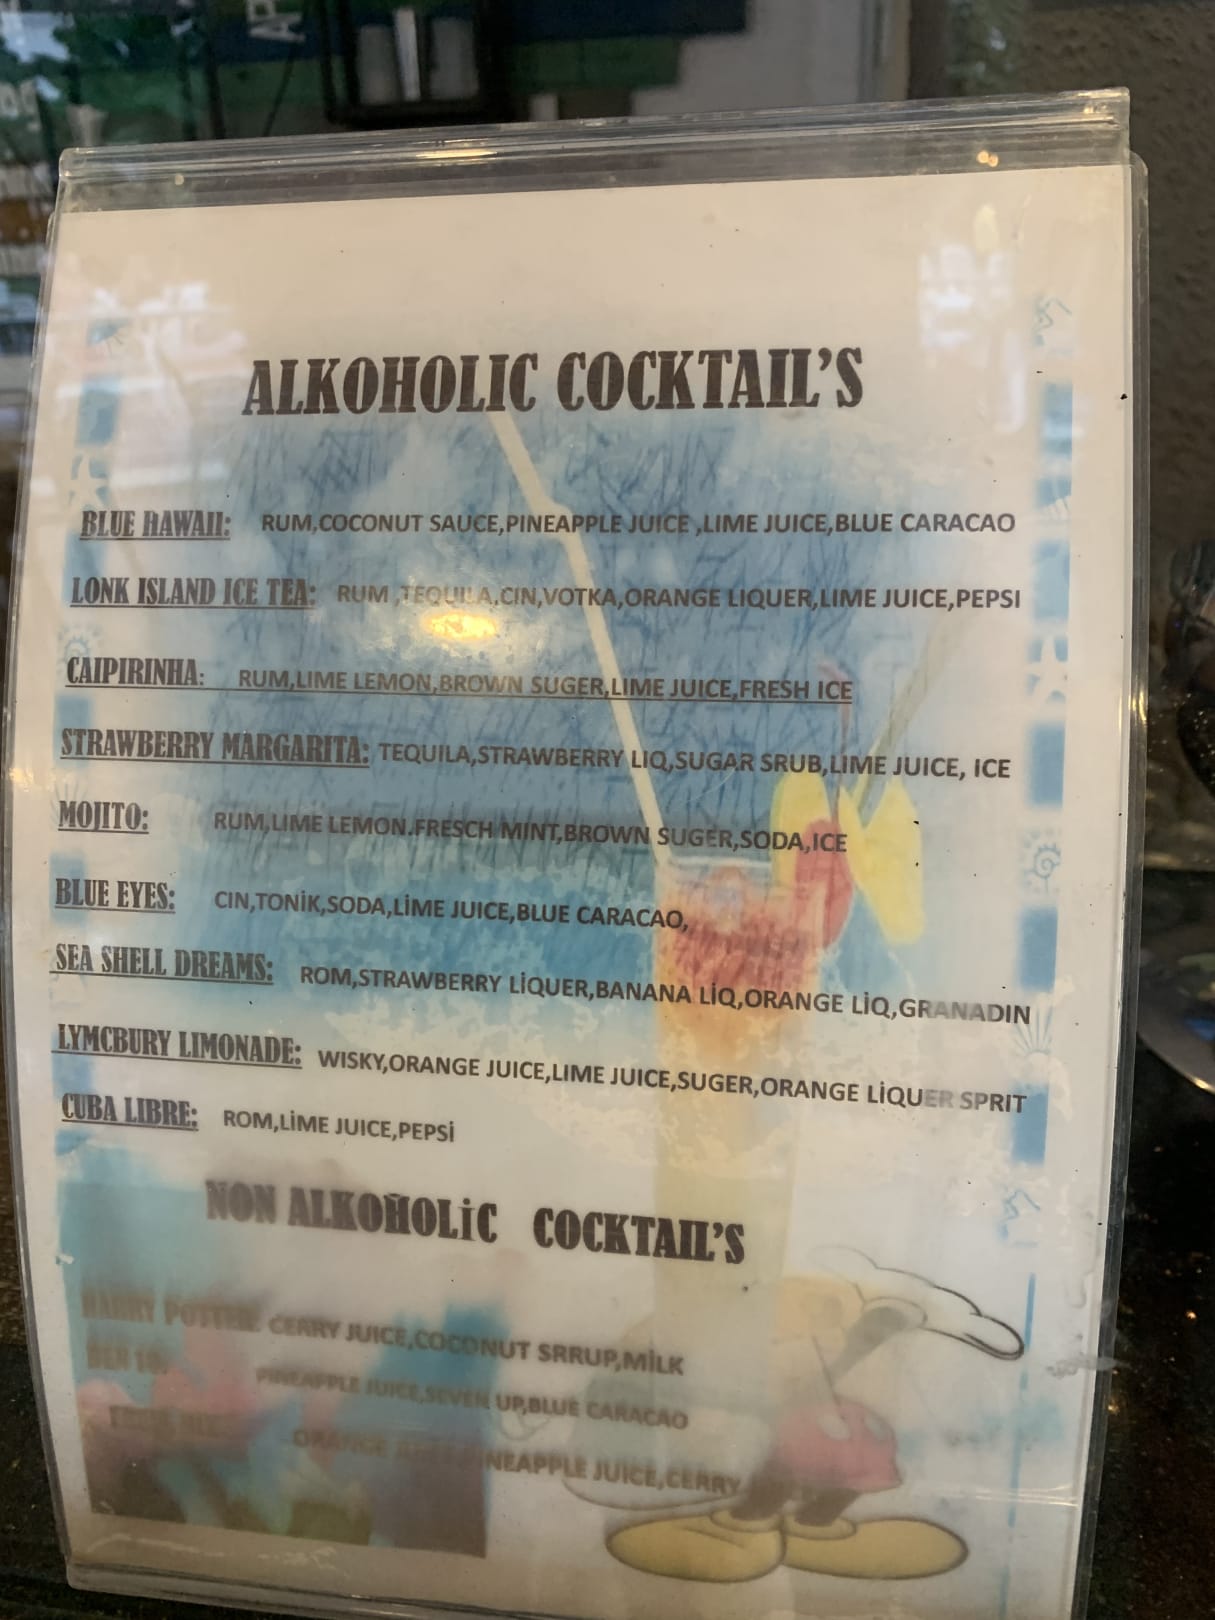 ALKOHOLIC COCKTAIL'S
BLUE HAWAII: RUM,COCONUT SAUCE,PINEAPPLE JUICE ,LIME JUICE,BLUE CARACAO
LONK ISLAND ICE TEA: RUM ,TEQUILA,CIN,VOTKA,ORANGE LIQUER,LIME JUICE,PEPSI
CAIPIRINHA: RUM,LIME LEMON,BROWN SUGER,LIME JUICE,FRESH ICE
STRAWBERRY MARGARITA: TEQUILA,STRAWBERRY LIQ,SUGAR SRUB,LIME JUICE, ICE
MOJITO: RUM,LIME LEMON.FRESCH MINT,BROWN SUGER,SODA,ICE
BLUE EYES: CIN,TONİK,SODA,LİME JUICE,BLUE CARACAO,
SEA SHELL DREAMS: ROM,STRAWBERRY LİQUER,BANANA LİQ,ORANGE LİQ,GRANADIN
LYMCBURY LIMONADE: WISKY,ORANGE JUICE,LIME JUICE,SUGER,ORANGE LİQUER SPRIT
CUBA LIBRE: ROM,LİME JUICE,PEPSİ
NON ALKOHOLİC COCKTAIL'S
HARRY POTTER: CERRY JUICE,COCONUT SRRUP,MİLK
BEN 10: PINEAPPLE JUICE,SEVEN UP,BLUE CARACAO
ORANGE JUICE,CERRY